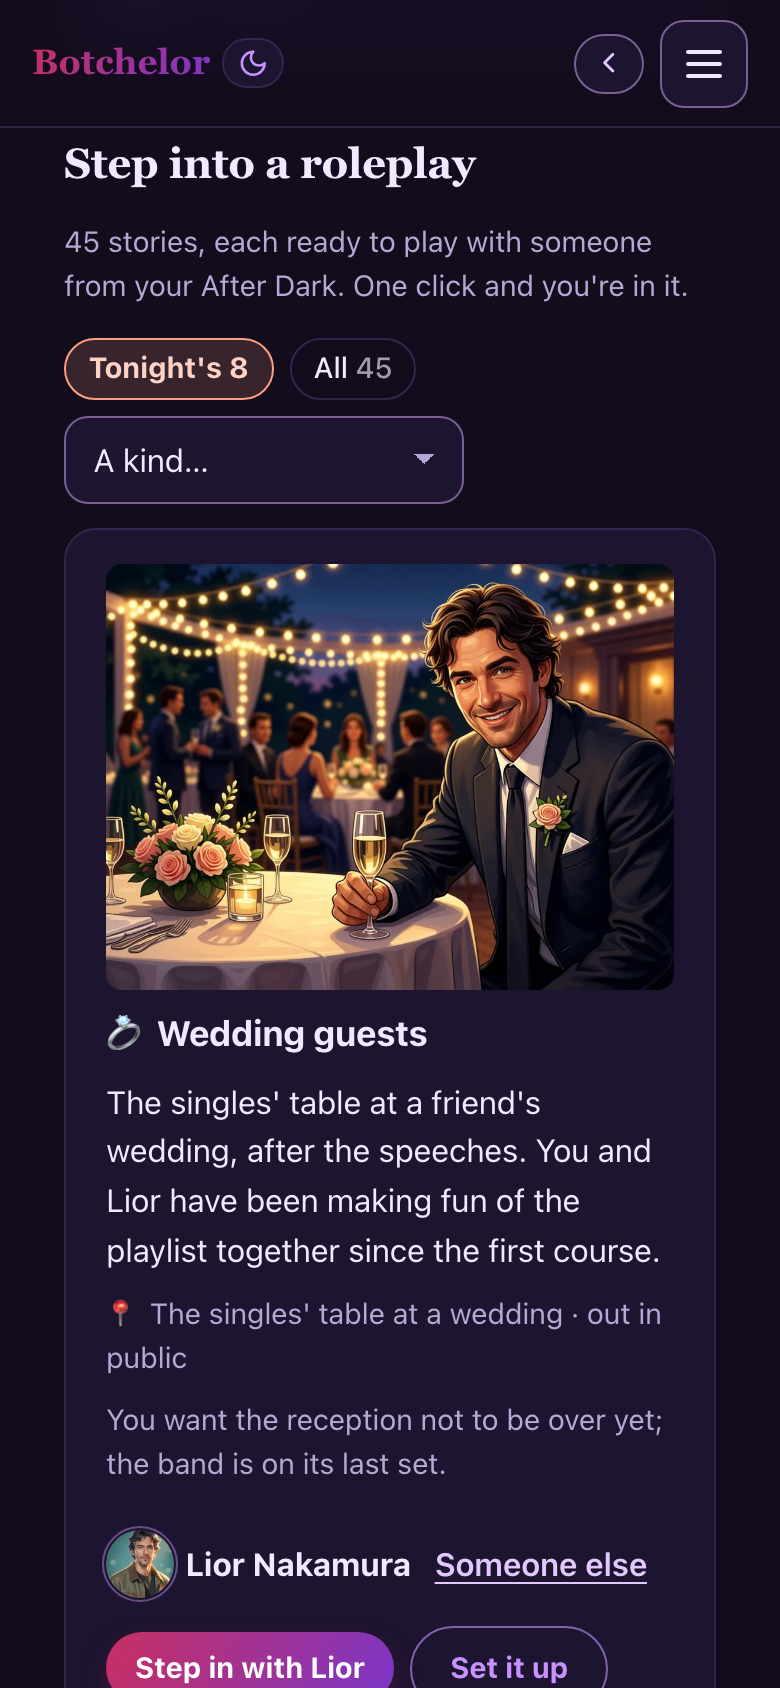 Botchelor
Step into a roleplay
45 stories, each ready to play with someone
from your After Dark. One click and you're in it.
Tonight's 8
All 45
A kind...
💍 Wedding guests
The singles' table at a friend's
wedding, after the speeches. You and
Lior have been making fun of the
playlist together since the first course.
📍 The singles' table at a wedding · out in
public
You want the reception not to be over yet;
the band is on its last set.
Lior Nakamura Someone else
Step in with Lior
Set it up